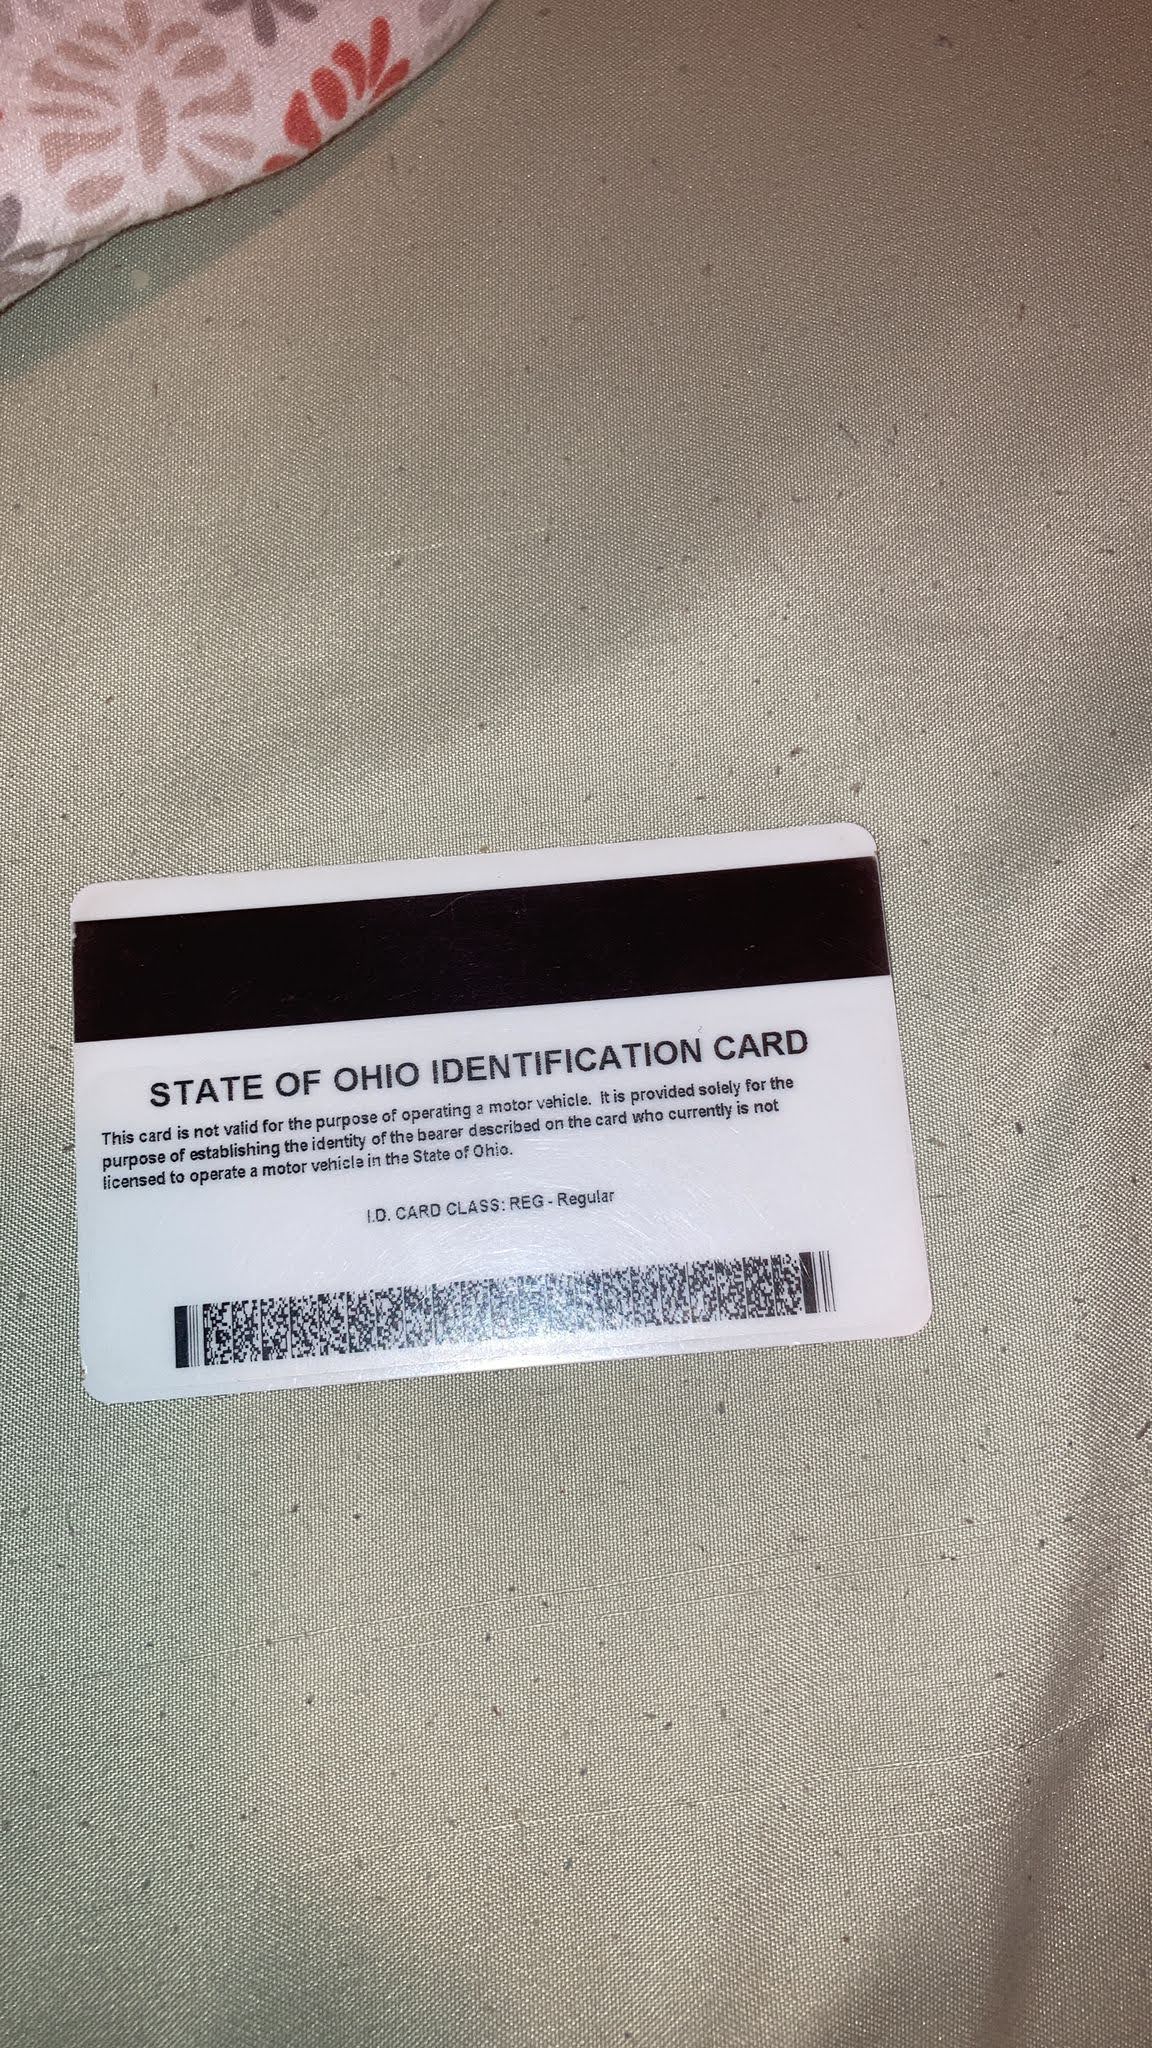 STATE OF OHIO IDENTIFICATION CARD
This card is not valid for the purpose of operating a motor vehicle. It is provided solely for the
purpose of establishing the identity of the bearer described on the card who currently is not
licensed to operate a motor vehicle in the State of Ohio.
I.D. CARD CLASS: REG - Regular